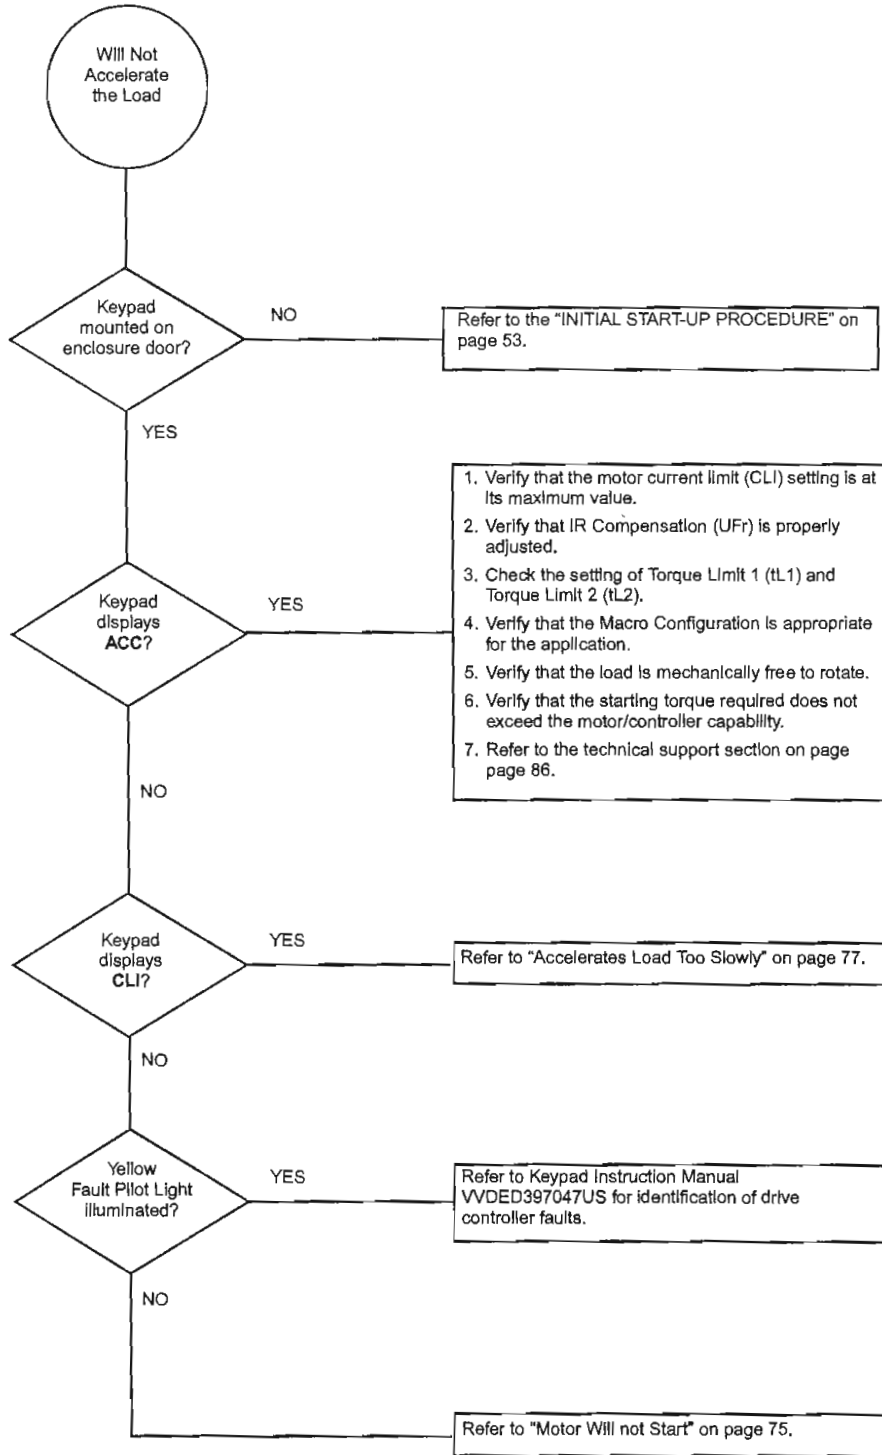 Will Not
Accelerate
the Load
Keypad
mounted on
enclosure door?
NO
Refer to the "INITIAL START-UP PROCEDURE" on
page 53.
YES
Keypad
displays
ACC?
YES
1. Verify that the motor current limit (CLI) setting is at
its maximum value.
2. Verify that IR Compensation (UFr) is properly
adjusted.
3. Check the setting of Torque Limit 1 (tL1) and
Torque Limit 2 (tL2).
4. Verify that the Macro Configuration is appropriate
for the application.
5. Verify that the load is mechanically free to rotate.
6. Verify that the starting torque required does not
exceed the motor/controller capability.
7. Refer to the technical support section on page
page 86.
NO
Keypad
displays
CLI?
YES
Refer to "Accelerates Load Too Slowly" on page 77.
NO
Yellow
Fault Pilot Light
illuminated?
YES
Refer to Keypad Instruction Manual
VVDED397047US for identification of drive
controller faults.
NO
Refer to "Motor Will not Start" on page 75.